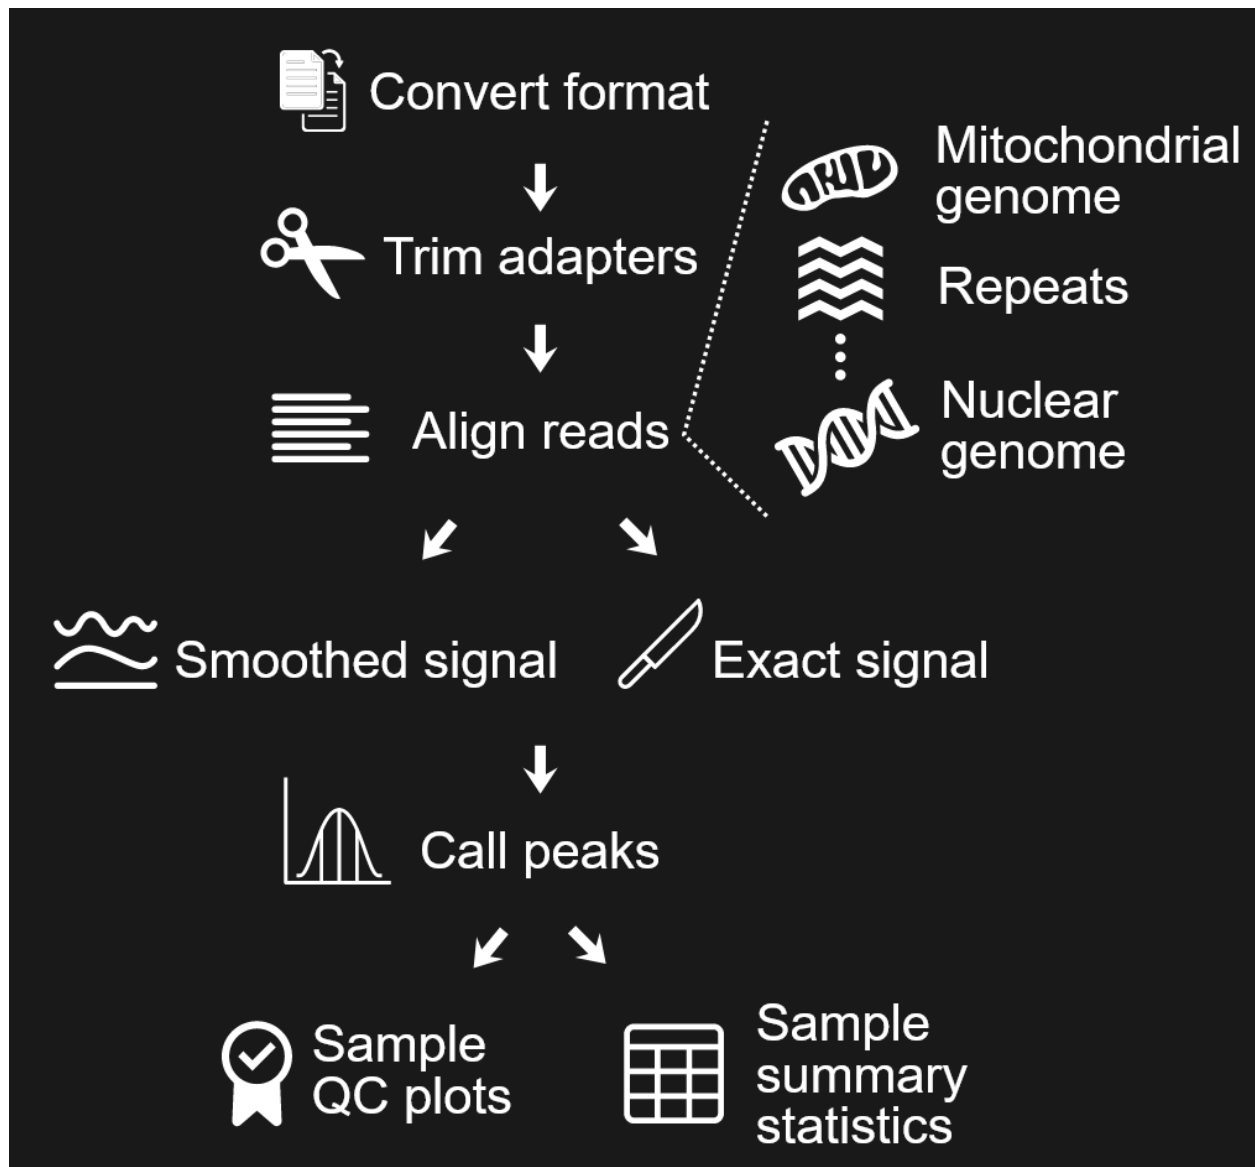 Convert format
Trim adapters
Align reads
Mitochondrial
genome
Repeats
Nuclear
genome
Smoothed signal
Exact signal
Call peaks
Sample
QC plots
Sample
summary
statistics